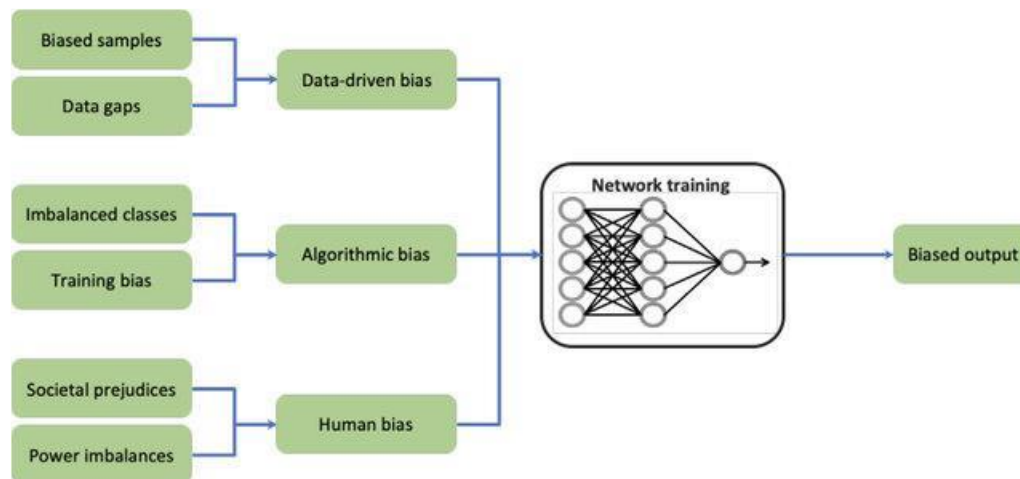 Biased samples
Data gaps
Data-driven bias
Imbalanced classes
Training bias
Algorithmic bias
Societal prejudices
Power imbalances
Human bias
Network training
Biased output